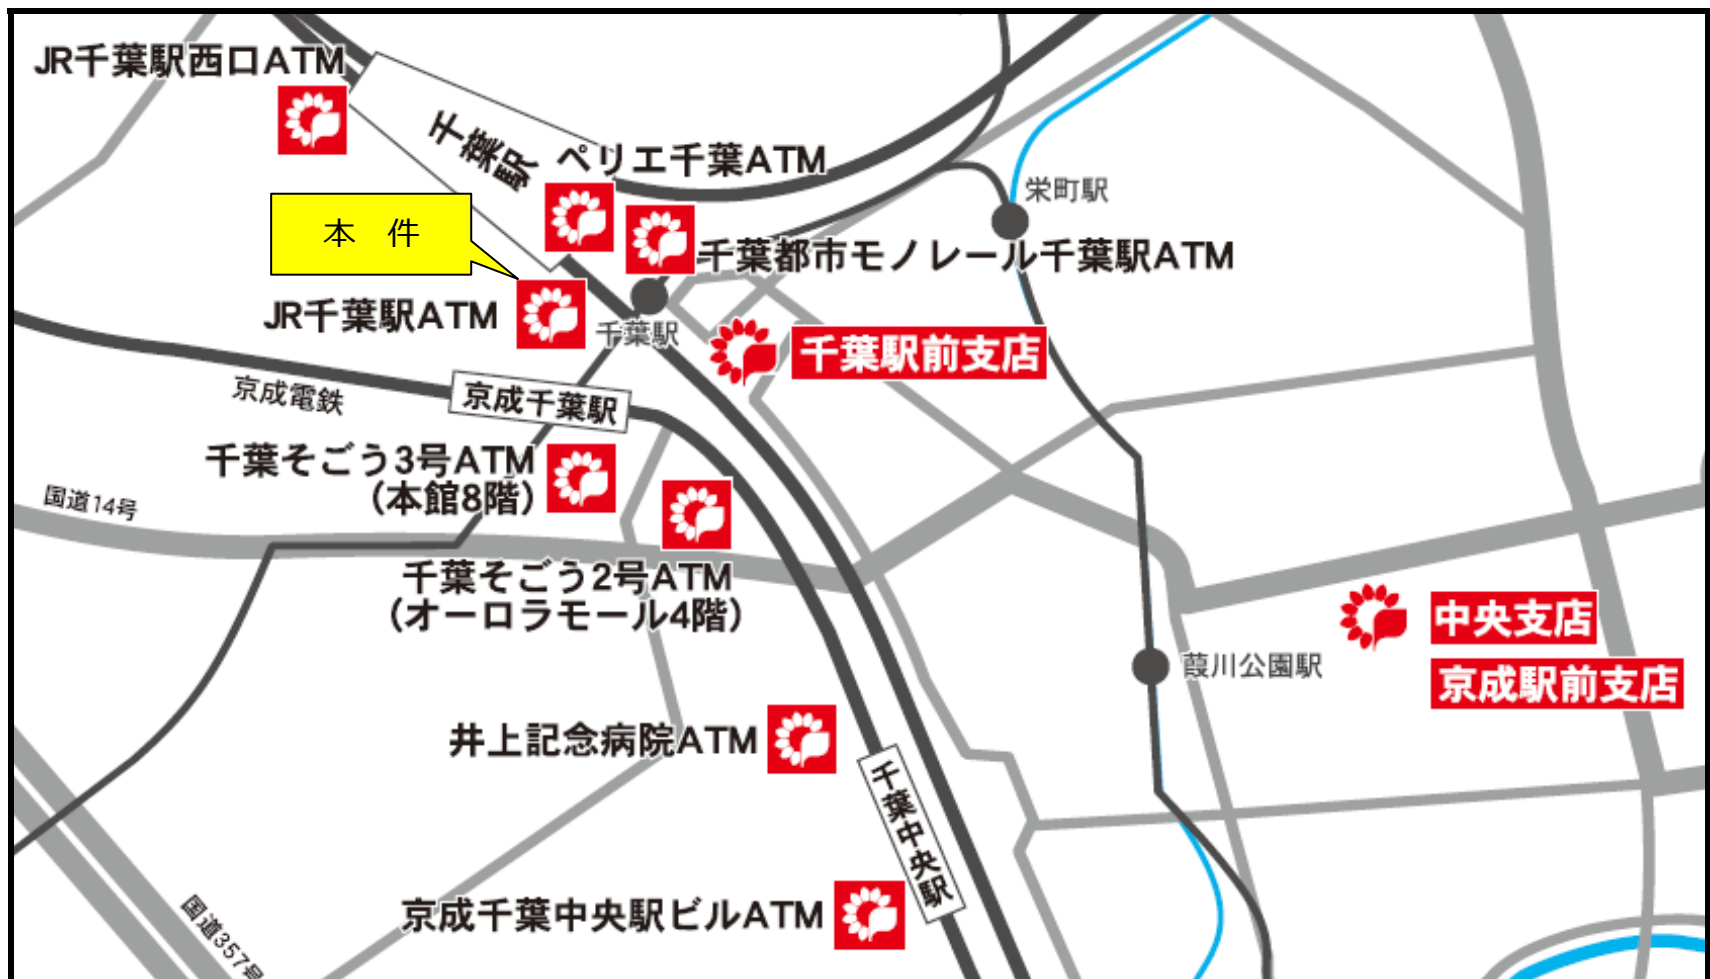 JR千葉駅西口ATM
千葉駅
ペリエ千葉ATM
栄町駅
本 件
千葉都市モノレール千葉駅ATM
JR千葉駅ATM
千葉駅
千葉駅前支店
京成電鉄
京成千葉駅
千葉そごう3号ATM
(本館8階)
国道14号
千葉そごう2号ATM
(オーロラモール4階)
中央支店
葭川公園駅
京成駅前支店
井上記念病院ATM
千葉中央駅
京成千葉中央駅ビルATM
国道357号